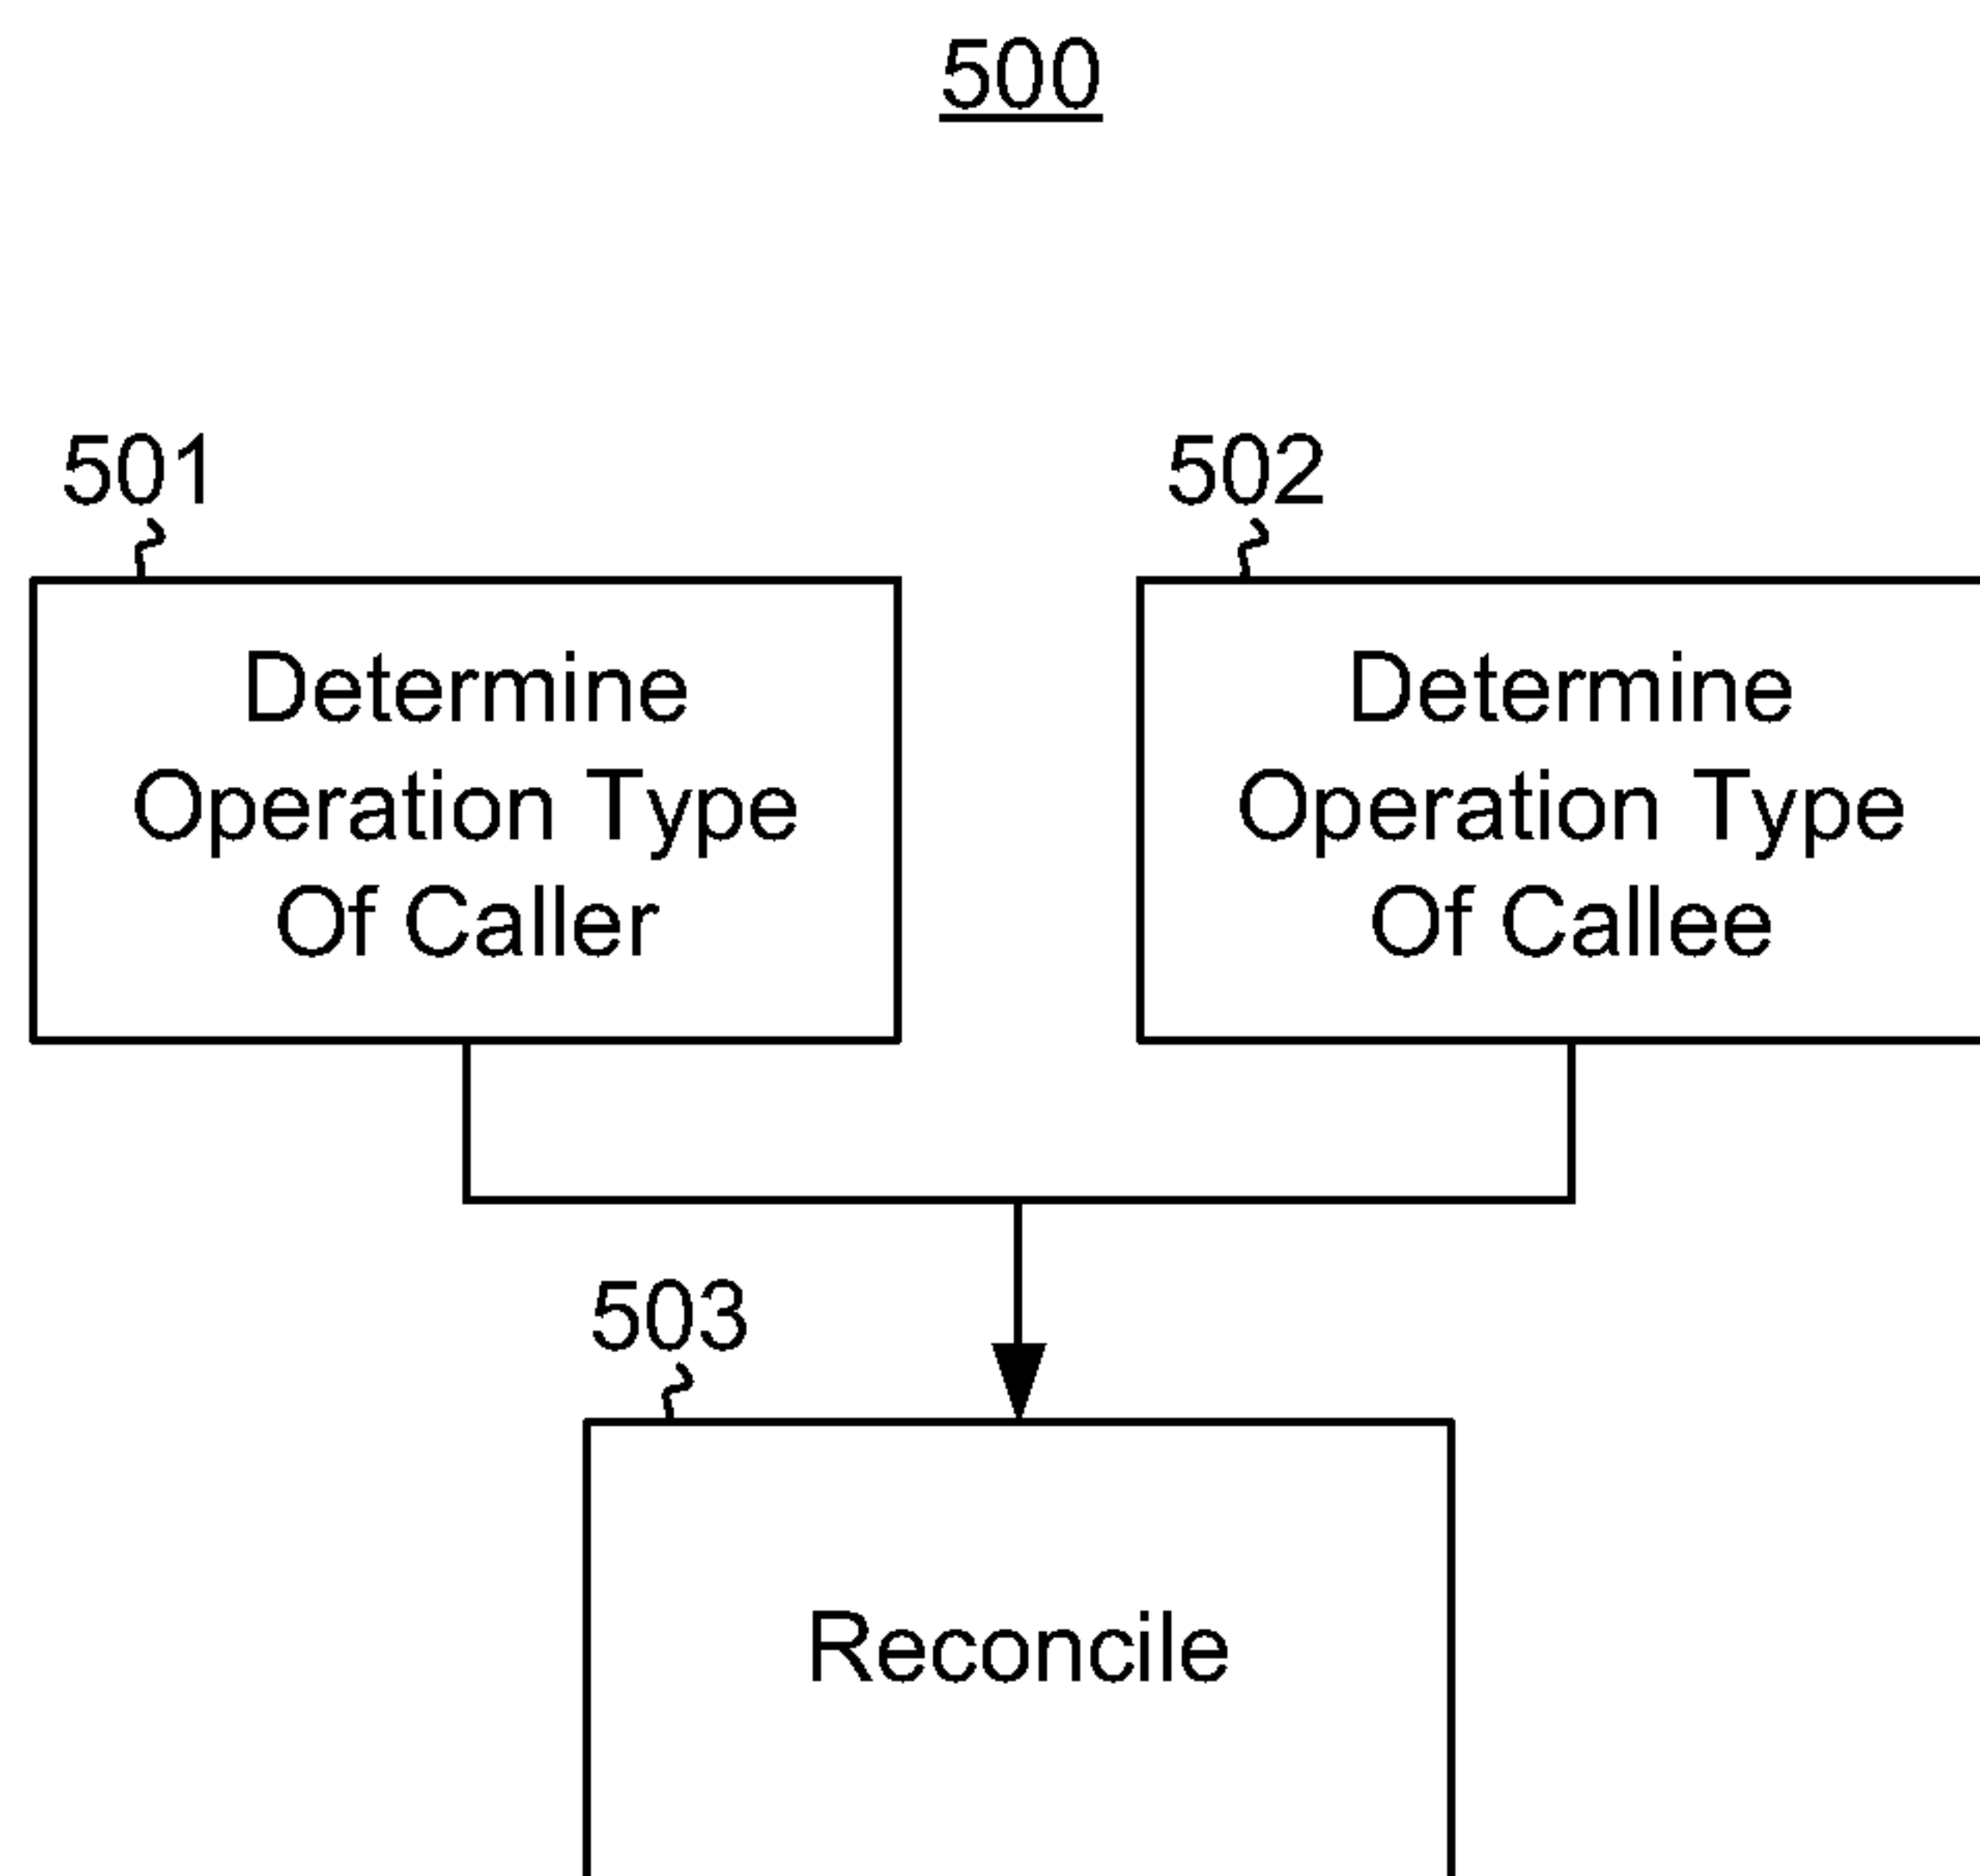 500
501
Determine
Operation Type
Of Caller
502
Determine
Operation Type
Of Callee
503
Reconcile